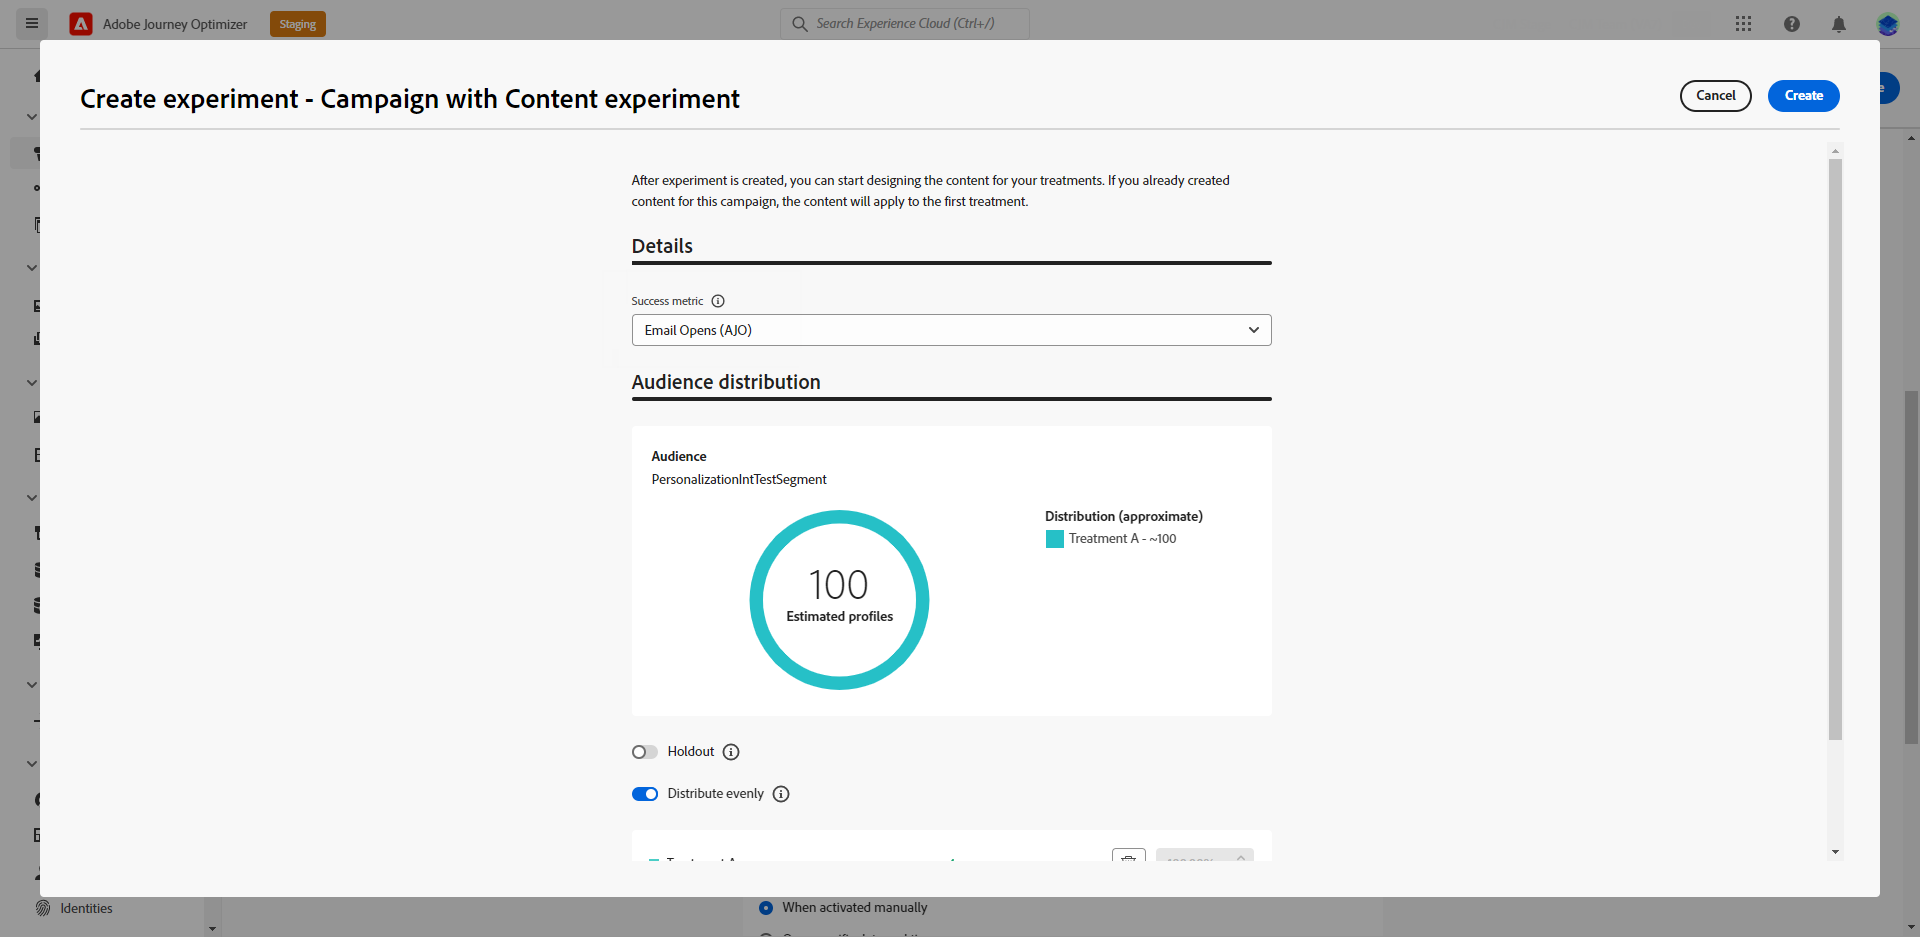 Adobe Journey Optimizer
Staging
Search Experience Cloud (Ctrl+/)
Create experiment - Campaign with Content experiment
Cancel
Create
After experiment is created, you can start designing the content for your treatments. If you already created
content for this campaign, the content will apply to the first treatment.
Details
Success metric
Email Opens (AJO)
Audience distribution
Audience
PersonalizationIntTestSegment
100
Estimated profiles
Distribution (approximate)
Treatment A - ~100
Holdout
Distribute evenly
Treatment A
Identities
When activated manually